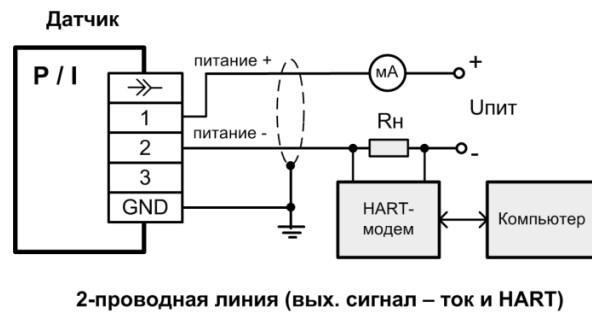 Датчик
P / I
питание +
мА
+
1
Uпит
питание -
Rн
2
-
3
GND
HART-
модем
Компьютер
2-проводная линия (вых. сигнал – ток и HART)